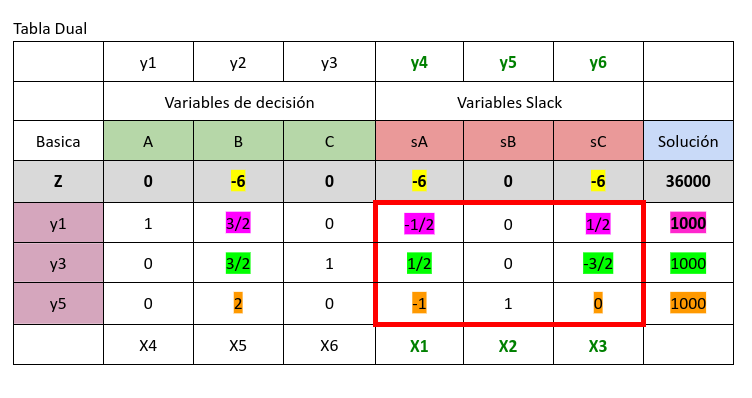 Tabla Dual
y1 y2 y3 y4 y5 y6
Variables de decisión Variables Slack
Basica A B C sA sB sC Solución
Z 0 -6 0 -6 0 -6 36000
y1 1 3/2 0 -1/2 0 1/2 1000
y3 0 3/2 1 1/2 0 -3/2 1000
y5 0 2 0 -1 1 0 1000
X4 X5 X6 X1 X2 X3